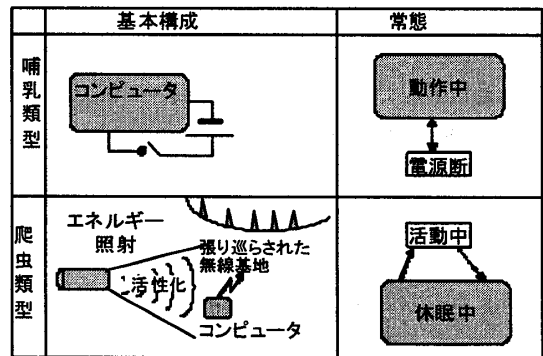 基本構成
常態
哺乳類型
コンピュータ
動作中
電源断
爬虫類型
エネルギー
照射
張り巡らされた
無線基地
活性化
コンピュータ
活動中
休眠中